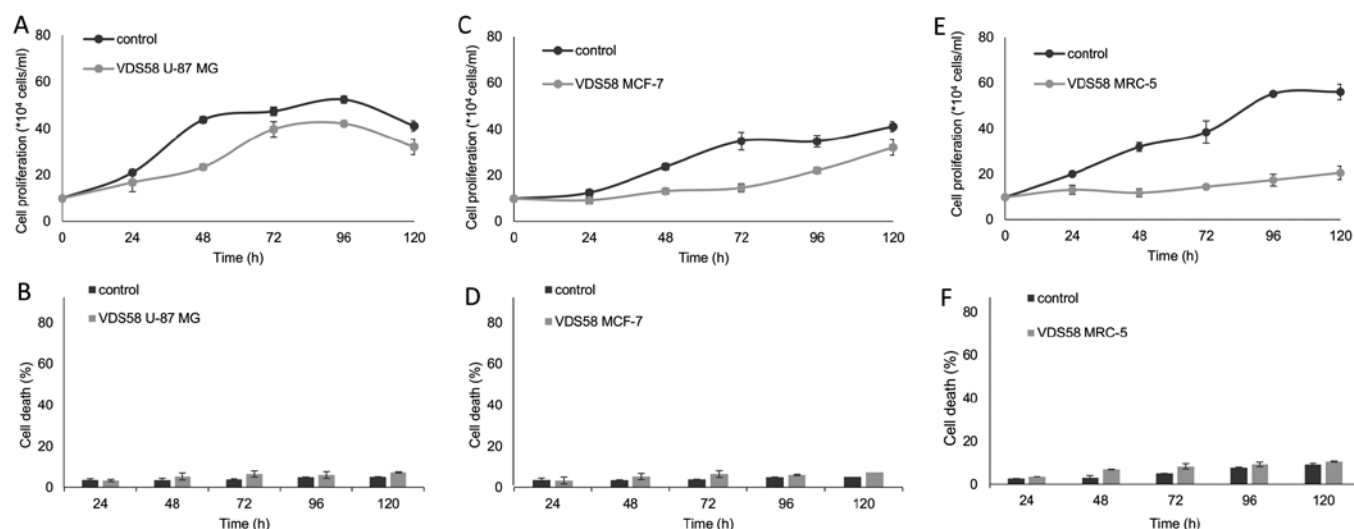 A
Cell proliferation (*10⁴ cells/ml)
80
60
40
20
0
control
VDS58 U-87 MG
0 24 48 72 96 120
Time (h)
C
Cell proliferation (*10⁴ cells/ml)
80
60
40
20
0
control
VDS58 MCF-7
0 24 48 72 96 120
Time (h)
E
Cell proliferation (*10⁴ cells/ml)
80
60
40
20
0
control
VDS58 MRC-5
0 24 48 72 96 120
Time (h)
B
Cell death (%)
80
60
40
20
0
control
VDS58 U-87 MG
24 48 72 96 120
Time (h)
D
Cell death (%)
80
60
40
20
0
control
VDS58 MCF-7
24 48 72 96 120
Time (h)
F
Cell death (%)
80
60
40
20
0
control
VDS58 MRC-5
24 48 72 96 120
Time (h)